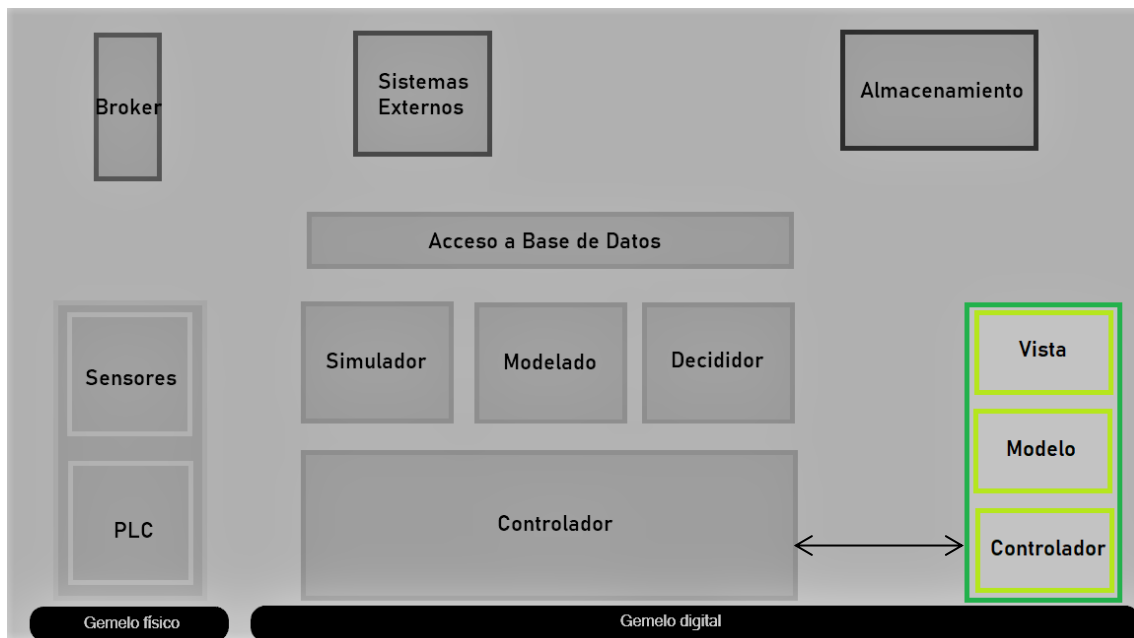 Broker
Sistemas
Externos
Almacenamiento
Acceso a Base de Datos
Sensores
PLC
Simulador
Modelado
Decididor
Controlador
Vista
Modelo
Controlador
Gemelo físico
Gemelo digital